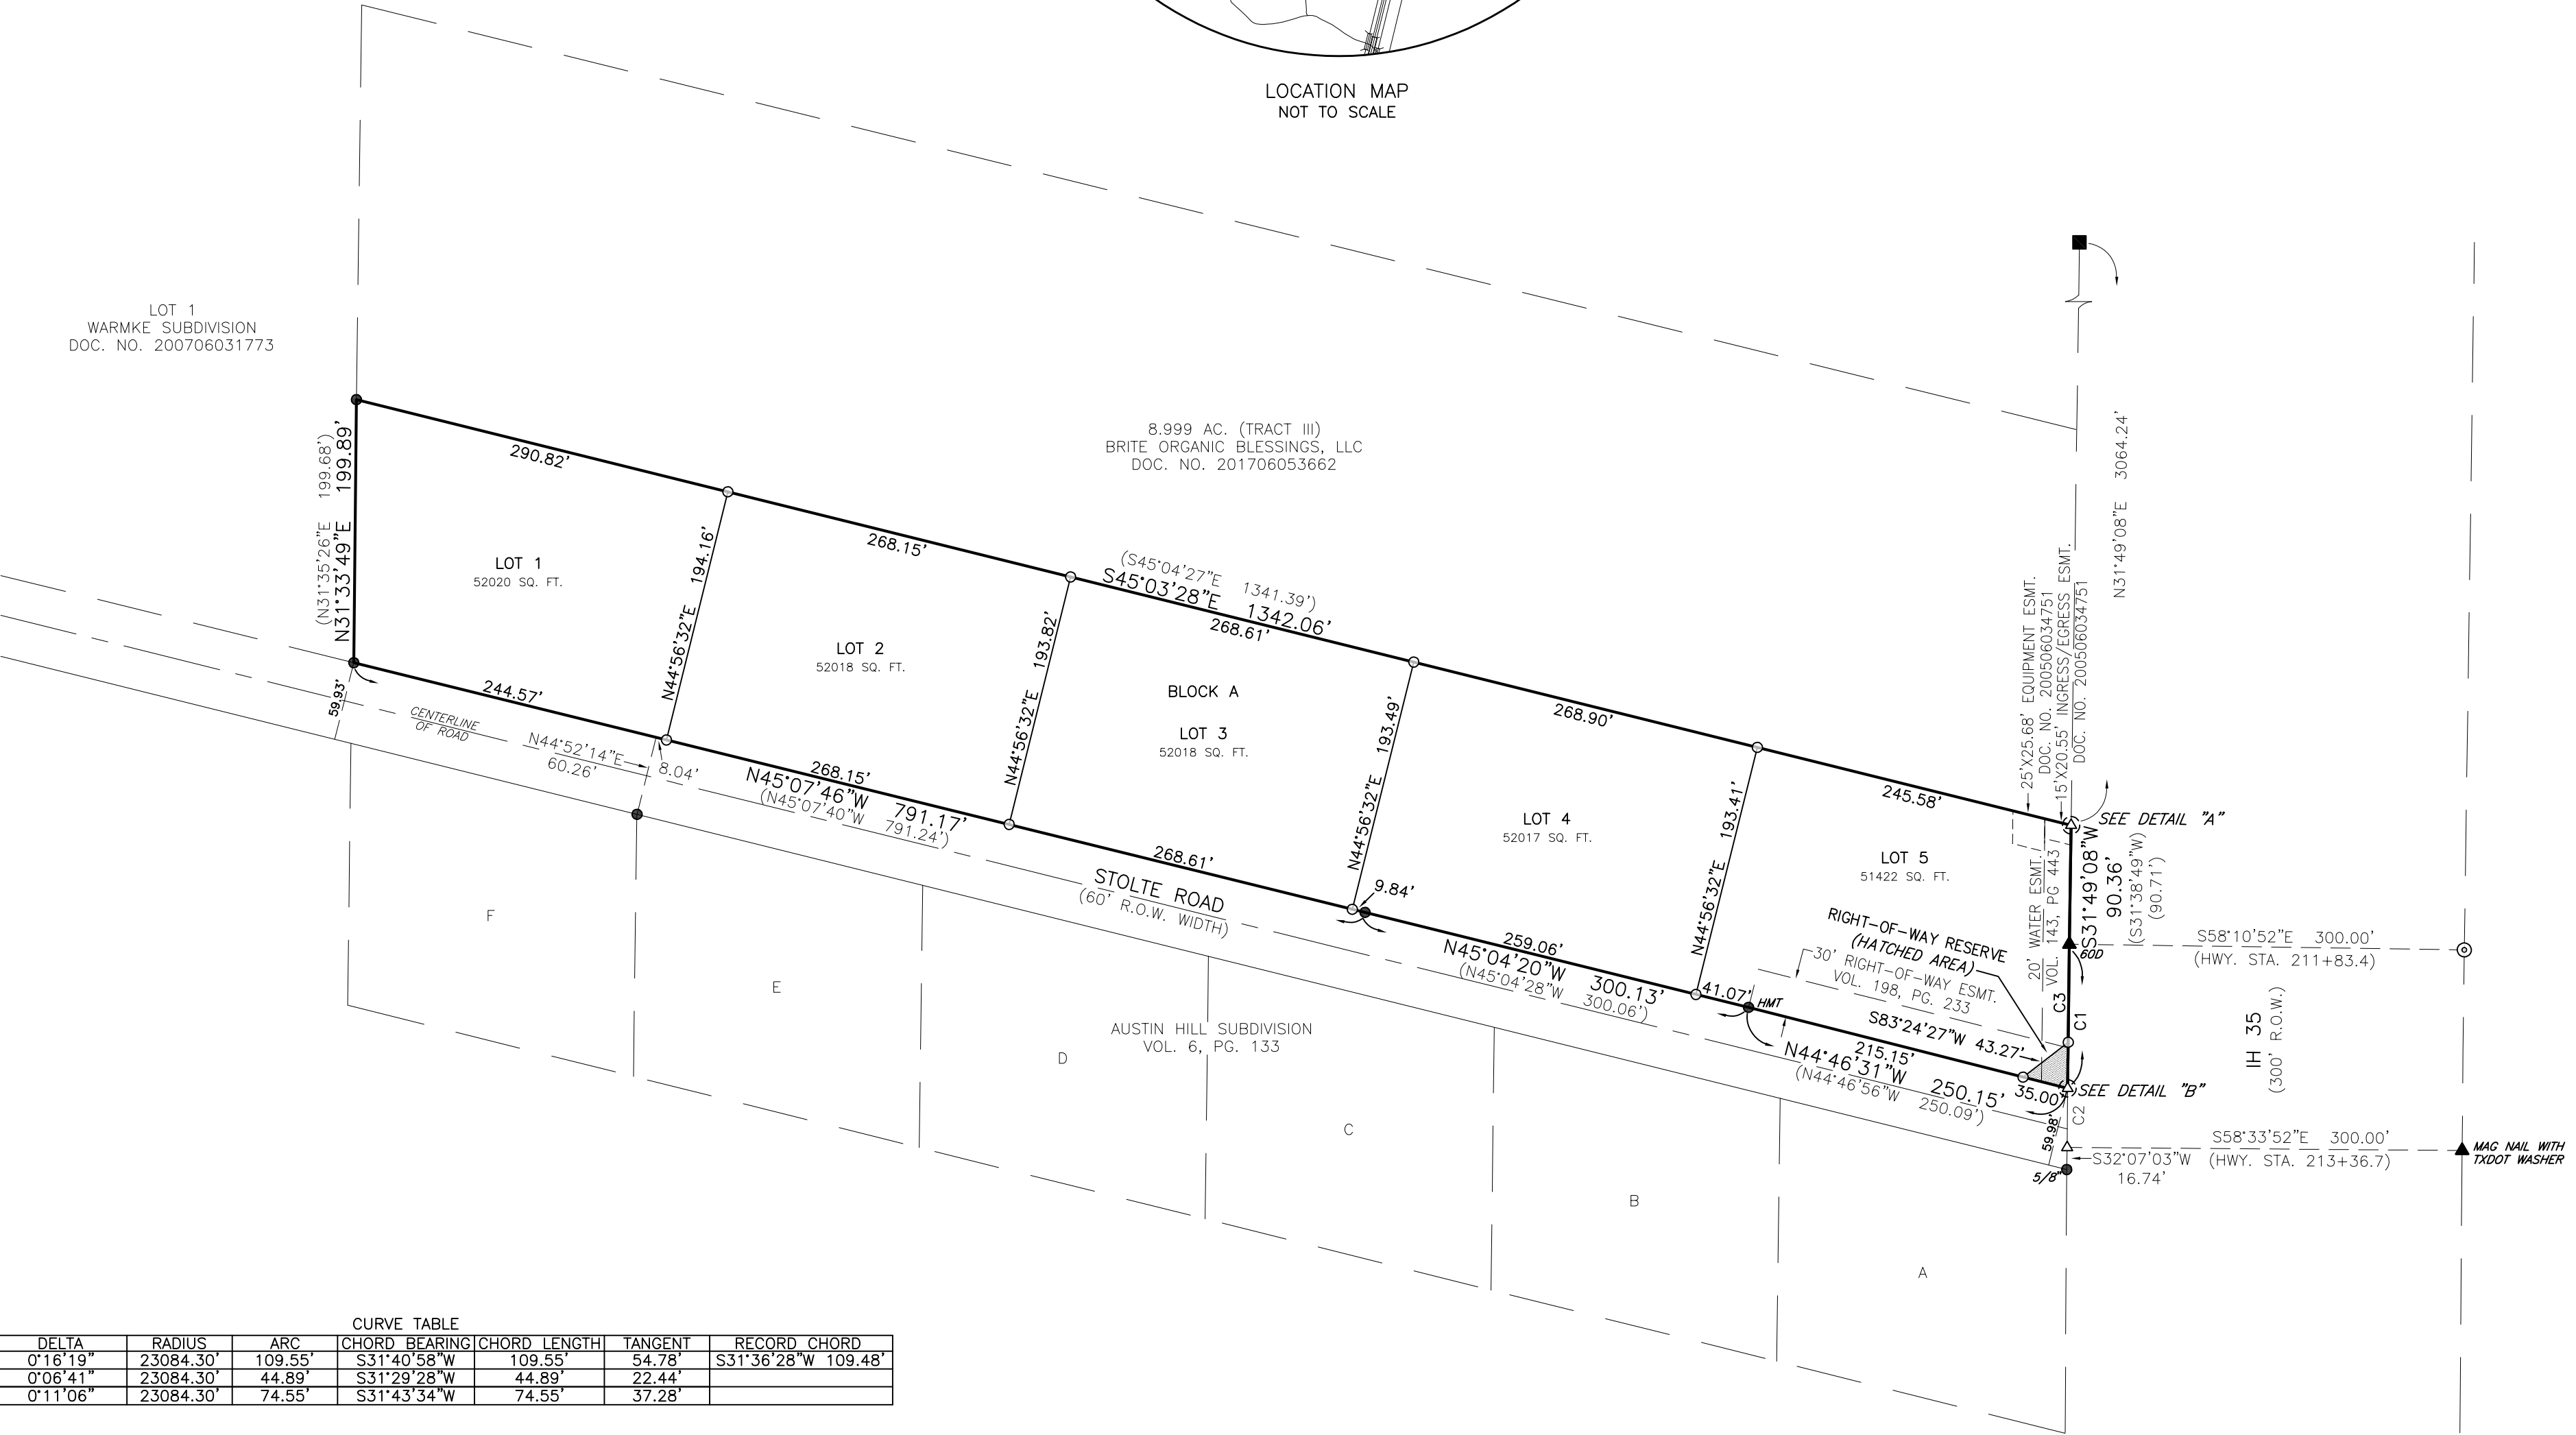 LOCATION MAP
NOT TO SCALE
LOT 1
WARMKE SUBDIVISION
DOC. NO. 200706031773
8.999 AC. (TRACT III)
BRITE ORGANIC BLESSINGS, LLC
DOC. NO. 201706053662
N31°49'08"E 3064.24'
(N31°35'26"E 199.68')
N31°33'49"E 199.89'
290.82'
268.15'
(S45°04'27"E 1341.39')
S45°03'28"E 1342.06'
268.61'
268.90'
245.58'
LOT 1
52020 SQ. FT.
N44°56'32"E 194.16'
LOT 2
52018 SQ. FT.
N44°56'32"E 193.82'
BLOCK A
LOT 3
52018 SQ. FT.
N44°56'32"E 193.49'
LOT 4
52017 SQ. FT.
N44°56'32"E 193.41'
LOT 5
51422 SQ. FT.
25'X25.68' EQUIPMENT ESMT.
DOC. NO. 200506034751
15'X20.55' INGRESS/EGRESS ESMT.
DOC. NO. 200506034751
SEE DETAIL "A"
S31°49'08"W
90.36'
(S31°38'49"W)
(90.71')
20' WATER ESMT.
VOL. 143, PG 443
RIGHT-OF-WAY RESERVE
(HATCHED AREA)
30' RIGHT-OF-WAY ESMT.
VOL. 198, PG. 233
60D
S58°10'52"E 300.00'
(HWY. STA. 211+83.4)
C3
C1
IH 35
(300' R.O.W.)
S83°24'27"W 43.27'
244.57'
59.93'
CENTERLINE
OF ROAD
N44°52'14"E
60.26'
8.04'
268.15'
N45°07'46"W 791.17'
(N45°07'40"W 791.24')
268.61'
STOLTE ROAD
(60' R.O.W. WIDTH)
9.84'
259.06'
N45°04'20"W 300.13'
(N45°04'28"W 300.06')
41.07'
HMT
215.15'
N44°46'31"W 250.15'
(N44°46'56"W 250.09')
35.00'
SEE DETAIL "B"
C2
59.98'
5/8"
S58°33'52"E 300.00'
(HWY. STA. 213+36.7)
S32°07'03"W
16.74'
MAG NAIL WITH
TXDOT WASHER
F
E
D
AUSTIN HILL SUBDIVISION
VOL. 6, PG. 133
C
B
A
CURVE TABLE
DELTA RADIUS ARC CHORD BEARING CHORD LENGTH TANGENT RECORD CHORD
0°16'19" 23084.30' 109.55' S31°40'58"W 109.55' 54.78' S31°36'28"W 109.48'
0°06'41" 23084.30' 44.89' S31°29'28"W 44.89' 22.44'
0°11'06" 23084.30' 74.55' S31°43'34"W 74.55' 37.28'